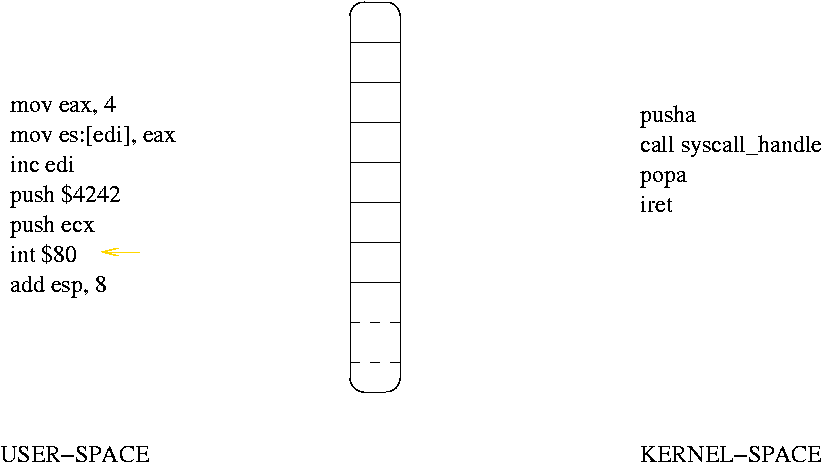 mov eax, 4
mov es:[edi], eax
inc edi
push $4242
push ecx
int $80
add esp, 8
pusha
call syscall_handle
popa
iret
USER−SPACE
KERNEL−SPACE